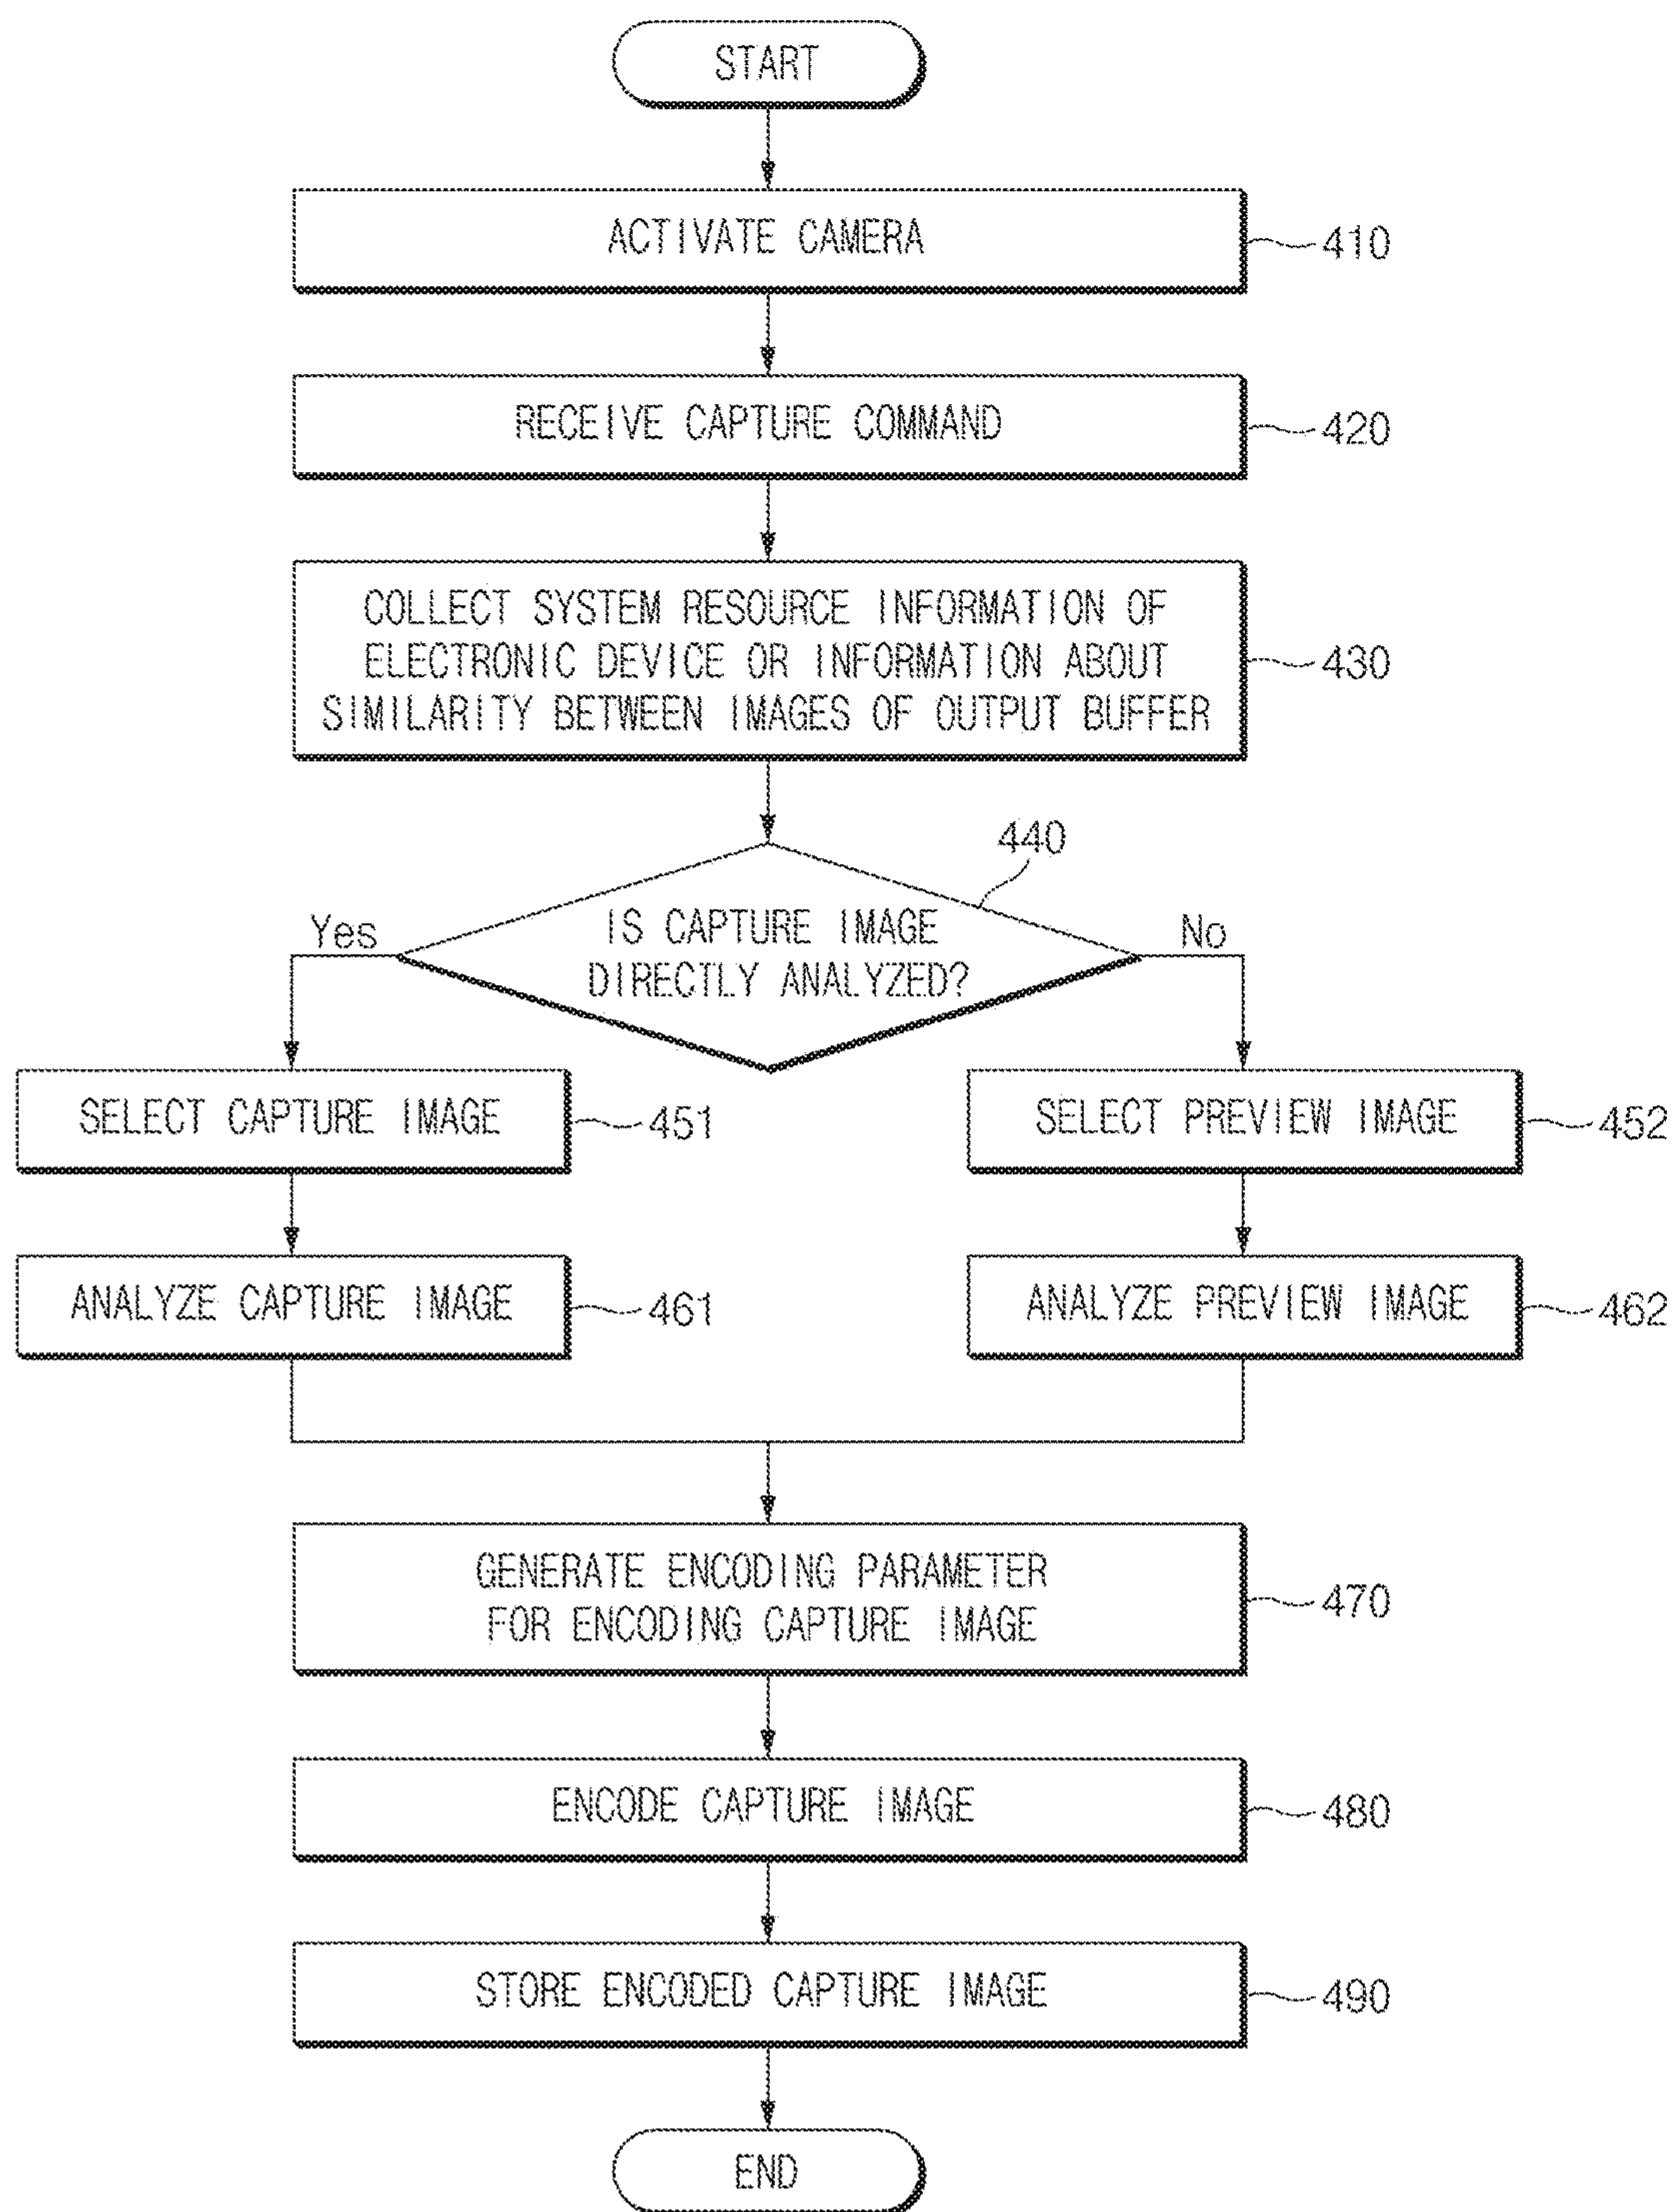 START
ACTIVATE CAMERA
410
RECEIVE CAPTURE COMMAND
420
COLLECT SYSTEM RESOURCE INFORMATION OF
ELECTRONIC DEVICE OR INFORMATION ABOUT
SIMILARITY BETWEEN IMAGES OF OUTPUT BUFFER
430
440
Yes
IS CAPTURE IMAGE
DIRECTLY ANALYZED?
No
SELECT CAPTURE IMAGE
451
SELECT PREVIEW IMAGE
452
ANALYZE CAPTURE IMAGE
461
ANALYZE PREVIEW IMAGE
462
GENERATE ENCODING PARAMETER
FOR ENCODING CAPTURE IMAGE
470
ENCODE CAPTURE IMAGE
480
STORE ENCODED CAPTURE IMAGE
490
END